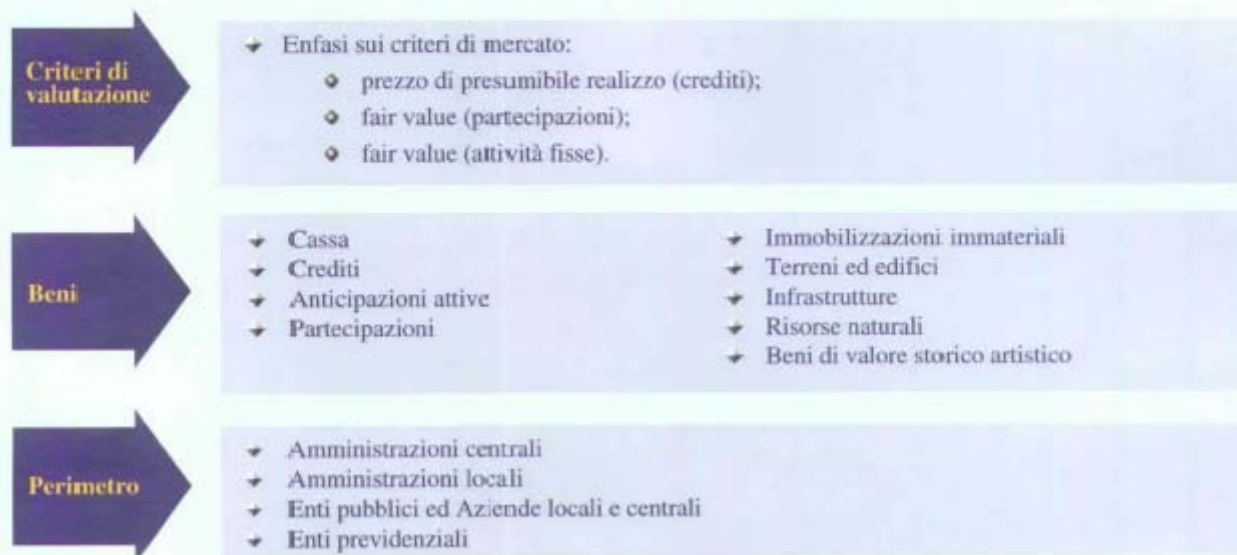 Criteri di
valutazione
Enfasi sui criteri di mercato:
prezzo di presumibile realizzo (crediti);
fair value (partecipazioni);
fair value (attività fisse).
Beni
Cassa
Crediti
Anticipazioni attive
Partecipazioni
Immobilizzazioni immateriali
Terreni ed edifici
Infrastrutture
Risorse naturali
Beni di valore storico artistico
Perimetro
Amministrazioni centrali
Amministrazioni locali
Enti pubblici ed Aziende locali e centrali
Enti previdenziali